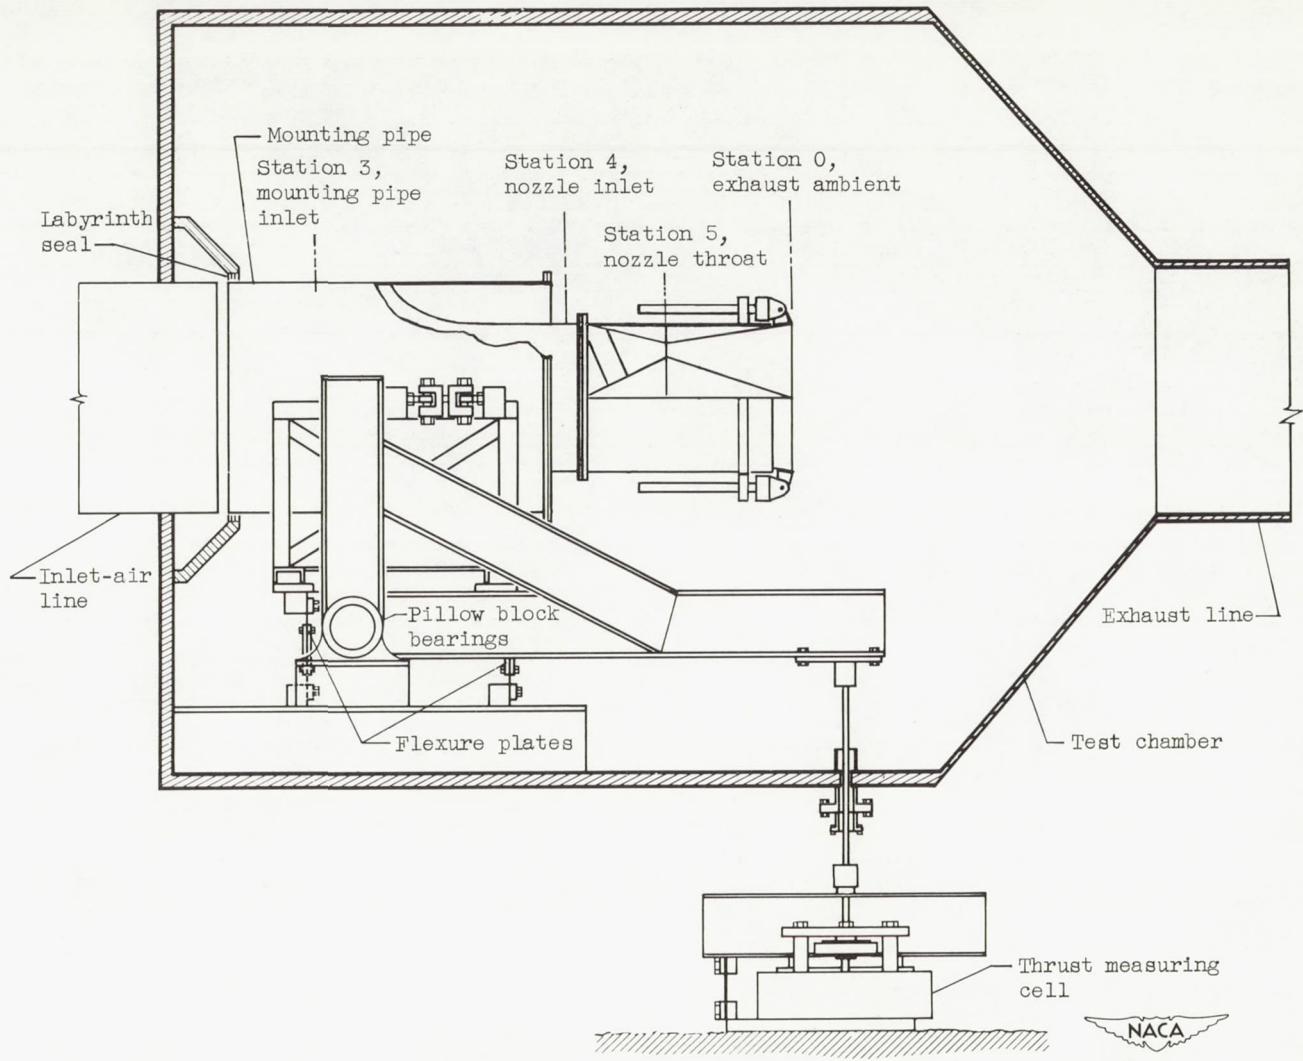 Mounting pipe
Station 3,
mounting pipe
inlet
Station 4,
nozzle inlet
Station 0,
exhaust ambient
Labyrinth
seal
Station 5,
nozzle throat
Inlet-air
line
Pillow block
bearings
Exhaust line
Flexure plates
Test chamber
Thrust measuring
cell
NACA